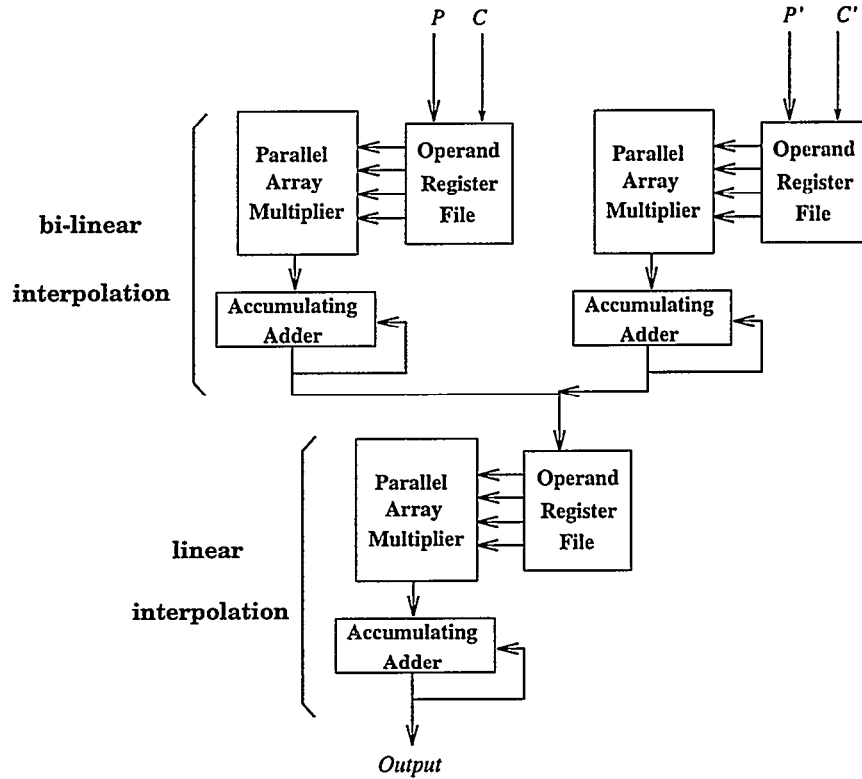 P C P' C'
Parallel
Array
Multiplier
Operand
Register
File
Parallel
Array
Multiplier
Operand
Register
File
bi-linear
interpolation
Accumulating
Adder
Accumulating
Adder
Parallel
Array
Multiplier
Operand
Register
File
linear
interpolation
Accumulating
Adder
Output